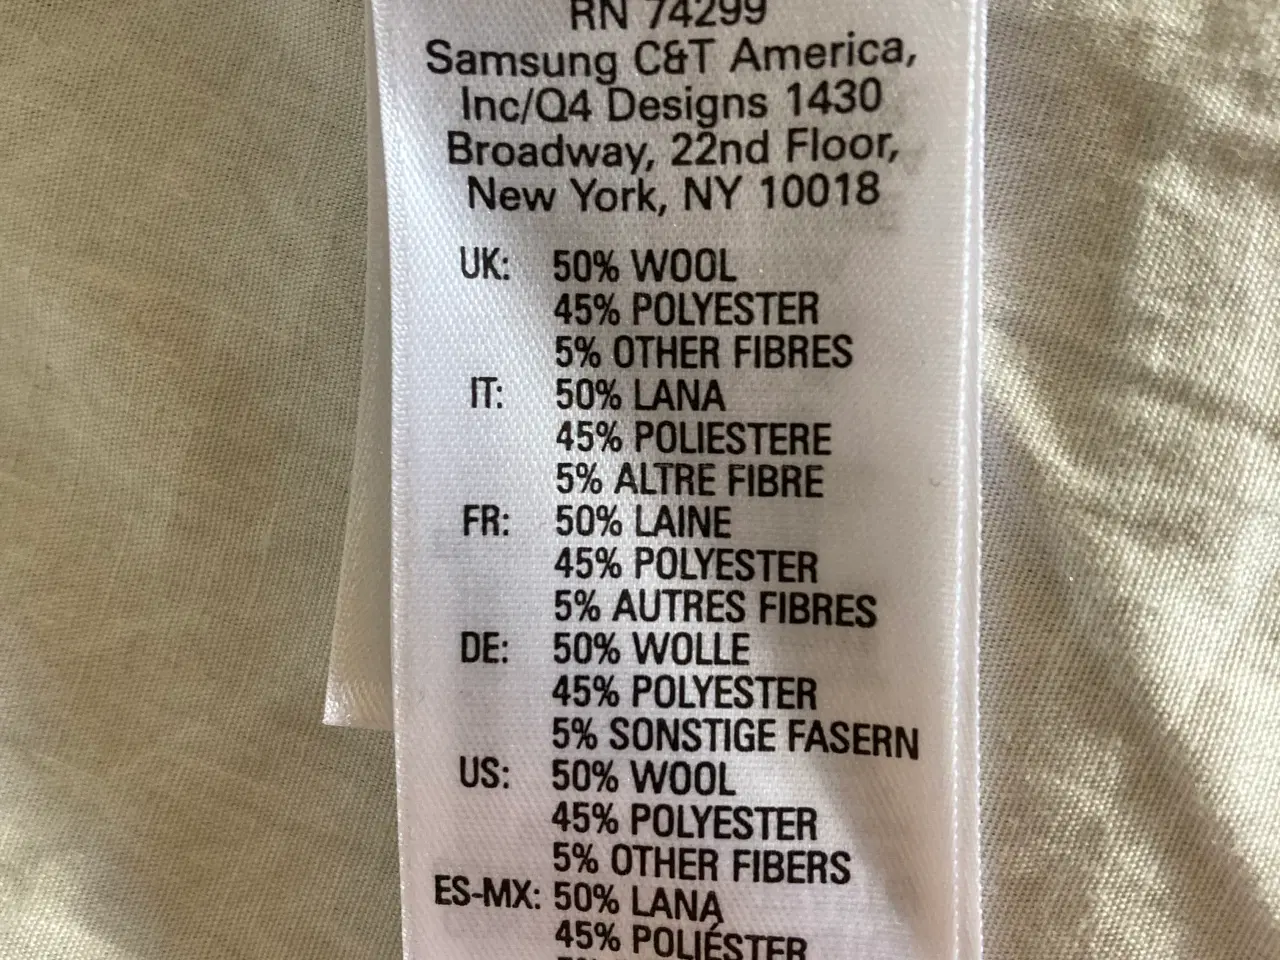 RN 74299
Samsung C&T America,
Inc/Q4 Designs 1430
Broadway, 22nd Floor,
New York, NY 10018
UK: 50% WOOL
45% POLYESTER
5% OTHER FIBRES
IT: 50% LANA
45% POLIESTERE
5% ALTRE FIBRE
FR: 50% LAINE
45% POLYESTER
5% AUTRES FIBRES
DE: 50% WOLLE
45% POLYESTER
5% SONSTIGE FASERN
US: 50% WOOL
45% POLYESTER
5% OTHER FIBERS
ES-MX: 50% LANA
45% POLIÉSTER